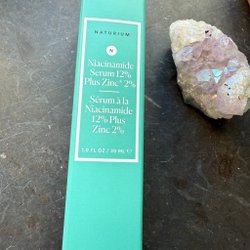 NATURIUM
N
Niacinamide
Serum 12%
Plus Zinc* 2%
Sérum à la
Niacinamide
12% Plus
Zinc 2%
1.0 FL OZ / 30 ML ℮